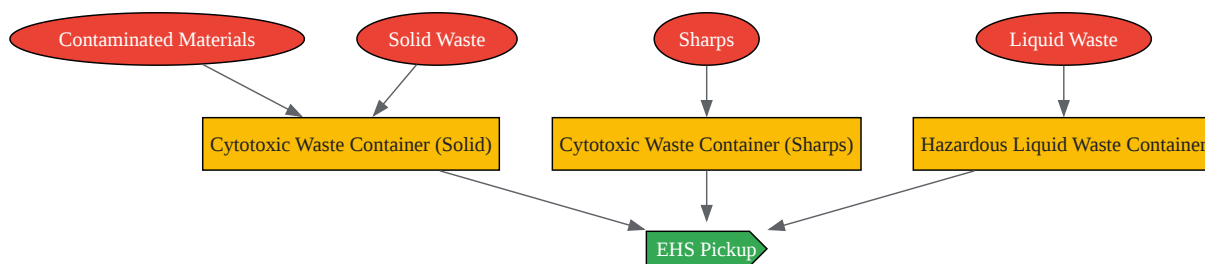 Contaminated Materials
Solid Waste
Sharps
Liquid Waste
Cytotoxic Waste Container (Solid)
Cytotoxic Waste Container (Sharps)
Hazardous Liquid Waste Container
EHS Pickup